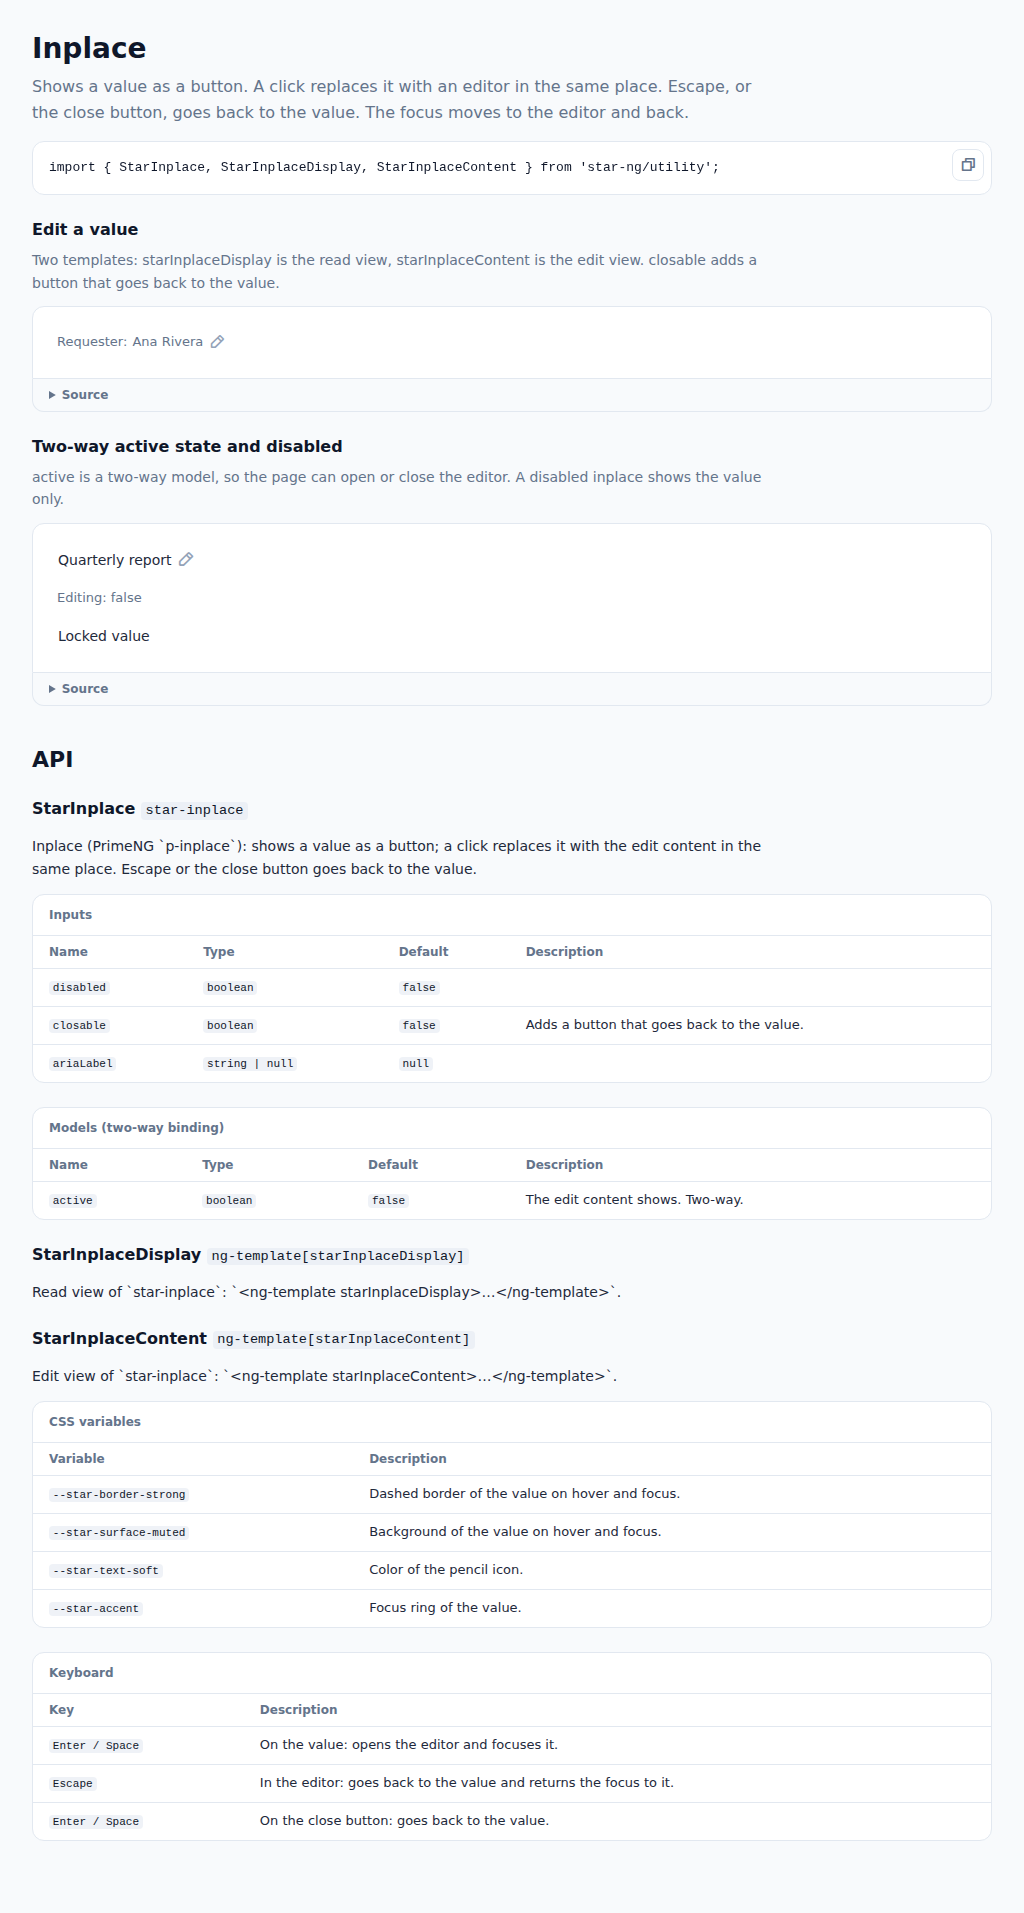 Inplace
Shows a value as a button. A click replaces it with an editor in the same place. Escape, or
the close button, goes back to the value. The focus moves to the editor and back.
import { StarInplace, StarInplaceDisplay, StarInplaceContent } from 'star-ng/utility';
Edit a value
Two templates: starInplaceDisplay is the read view, starInplaceContent is the edit view. closable adds a
button that goes back to the value.
Requester: Ana Rivera
Source
Two-way active state and disabled
active is a two-way model, so the page can open or close the editor. A disabled inplace shows the value
only.
Quarterly report
Editing: false
Locked value
Source
API
StarInplace star-inplace
Inplace (PrimeNG `p-inplace`): shows a value as a button; a click replaces it with the edit content in the
same place. Escape or the close button goes back to the value.
Inputs
Name Type Default Description
disabled boolean false
closable boolean false Adds a button that goes back to the value.
ariaLabel string | null null
Models (two-way binding)
Name Type Default Description
active boolean false The edit content shows. Two-way.
StarInplaceDisplay ng-template[starInplaceDisplay]
Read view of `star-inplace`: `<ng-template starInplaceDisplay>…</ng-template>`.
StarInplaceContent ng-template[starInplaceContent]
Edit view of `star-inplace`: `<ng-template starInplaceContent>…</ng-template>`.
CSS variables
Variable Description
--star-border-strong Dashed border of the value on hover and focus.
--star-surface-muted Background of the value on hover and focus.
--star-text-soft Color of the pencil icon.
--star-accent Focus ring of the value.
Keyboard
Key Description
Enter / Space On the value: opens the editor and focuses it.
Escape In the editor: goes back to the value and returns the focus to it.
Enter / Space On the close button: goes back to the value.